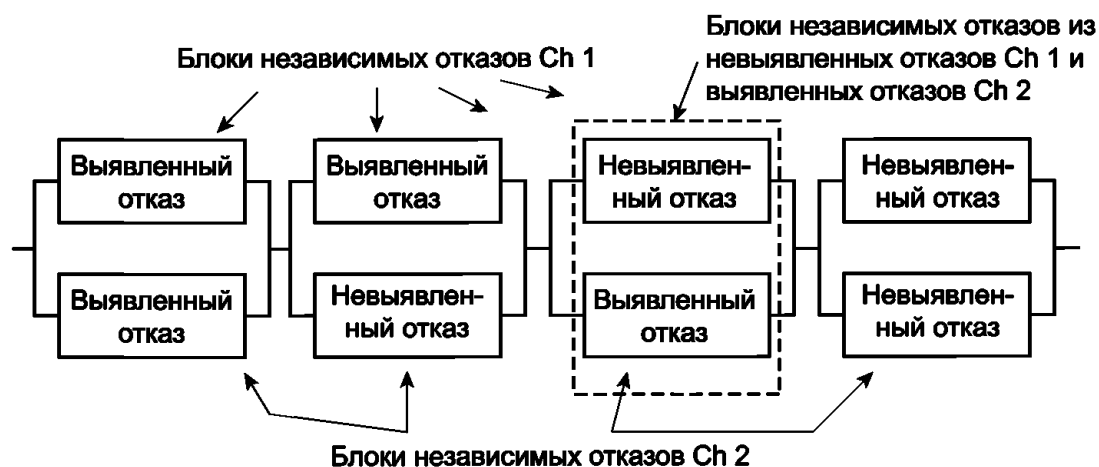 Блоки независимых отказов из
невыявленных отказов Ch 1 и
выявленных отказов Ch 2
Блоки независимых отказов Ch 1
Выявленный
отказ
Выявленный
отказ
Невыявлен-
ный отказ
Невыявлен-
ный отказ
Выявленный
отказ
Невыявлен-
ный отказ
Выявленный
отказ
Невыявлен-
ный отказ
Блоки независимых отказов Ch 2